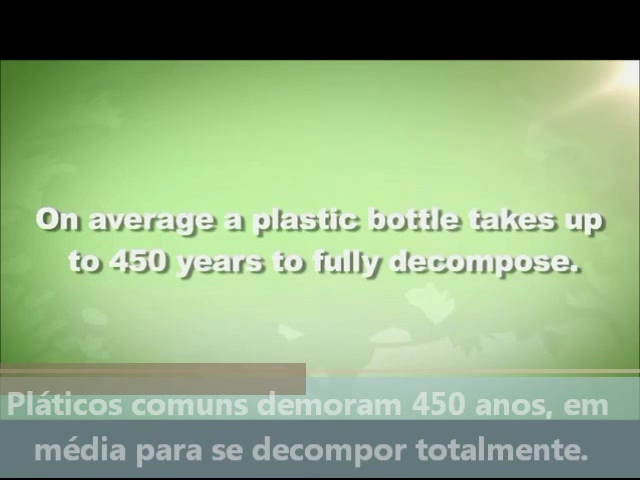 On average a plastic bottle takes up
to 450 years to fully decompose.
Pláticos comuns demoram 450 anos, em
média para se decompor totalmente.